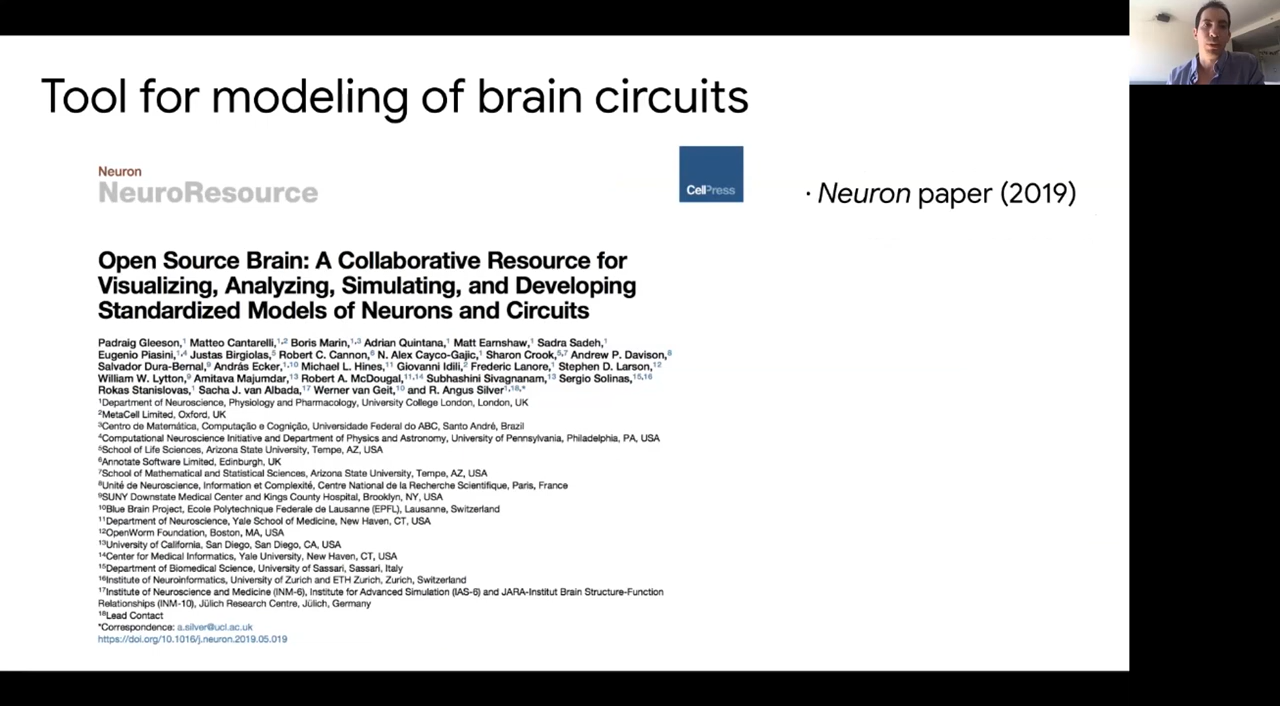 Tool for modeling of brain circuits
Neuron
NeuroResource
CellPress
· Neuron paper (2019)
Open Source Brain: A Collaborative Resource for
Visualizing, Analyzing, Simulating, and Developing
Standardized Models of Neurons and Circuits
Padraig Gleeson,1 Matteo Cantarelli,1,2 Boris Marin,1,3 Adrian Quintana,1 Matt Earnshaw,1 Sadra Sadeh,1
Eugenio Piasini,1,4 Justas Birgiolas,5 Robert C. Cannon,6 N. Alex Cayco-Gajic,1 Sharon Crook,5,7 Andrew P. Davison,8
Salvador Dura-Bernal,9 András Ecker,1,10 Michael L. Hines,11 Giovanni Idili,2 Frederic Lanore,1 Stephen D. Larson,12
William W. Lytton,9 Amitava Majumdar,13 Robert A. McDougal,11,14 Subhashini Sivagnanam,13 Sergio Solinas,15,16
Rokas Stanislovas,1 Sacha J. van Albada,17 Werner van Geit,10 and R. Angus Silver1,18,*
1Department of Neuroscience, Physiology and Pharmacology, University College London, London, UK
2MetaCell Limited, Oxford, UK
3Centro de Matemática, Computação e Cognição, Universidade Federal do ABC, Santo André, Brazil
4Computational Neuroscience Initiative and Department of Physics and Astronomy, University of Pennsylvania, Philadelphia, PA, USA
5School of Life Sciences, Arizona State University, Tempe, AZ, USA
6Annotate Software Limited, Edinburgh, UK
7School of Mathematical and Statistical Sciences, Arizona State University, Tempe, AZ, USA
8Unité de Neuroscience, Information et Complexité, Centre National de la Recherche Scientifique, Paris, France
9SUNY Downstate Medical Center and Kings County Hospital, Brooklyn, NY, USA
10Blue Brain Project, Ecole Polytechnique Federale de Lausanne (EPFL), Lausanne, Switzerland
11Department of Neuroscience, Yale School of Medicine, New Haven, CT, USA
12OpenWorm Foundation, Boston, MA, USA
13University of California, San Diego, San Diego, CA, USA
14Center for Medical Informatics, Yale University, New Haven, CT, USA
15Department of Biomedical Science, University of Sassari, Sassari, Italy
16Institute of Neuroinformatics, University of Zurich and ETH Zurich, Zurich, Switzerland
17Institute of Neuroscience and Medicine (INM-6), Institute for Advanced Simulation (IAS-6) and JARA-Institut Brain Structure-Function
Relationships (INM-10), Jülich Research Centre, Jülich, Germany
18Lead Contact
*Correspondence: a.silver@ucl.ac.uk
https://doi.org/10.1016/j.neuron.2019.05.019